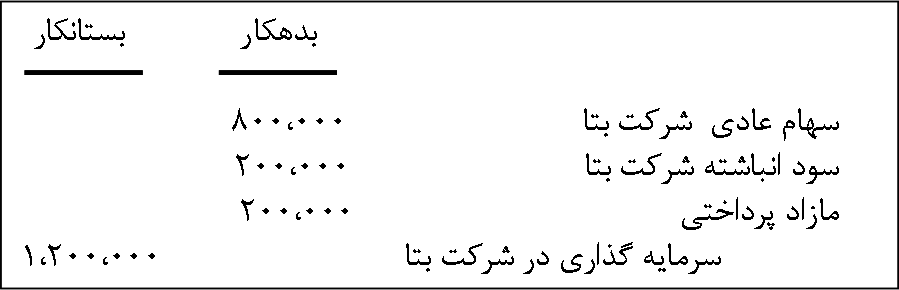 بدهکار بستانکار
سهام عادی شرکت بتا ۸۰۰،۰۰۰
سود انباشته شرکت بتا ۲۰۰،۰۰۰
مازاد پرداختی ۲۰۰،۰۰۰
سرمایه گذاری در شرکت بتا ۱،۲۰۰،۰۰۰